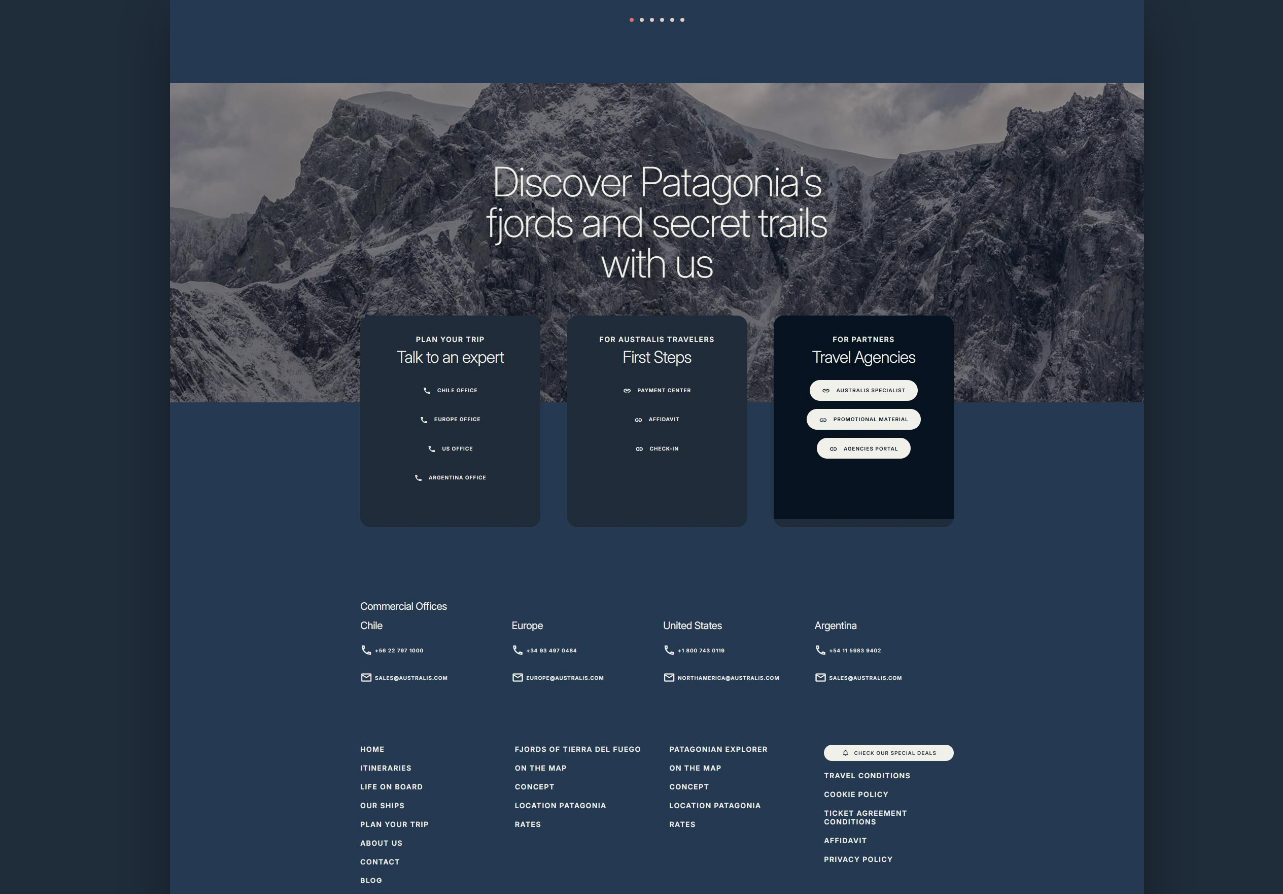 Discover Patagonia's
fjords and secret trails
with us
PLAN YOUR TRIP
Talk to an expert
CHILE OFFICE
EUROPE OFFICE
US OFFICE
ARGENTINA OFFICE
FOR AUSTRALIS TRAVELERS
First Steps
PAYMENT CENTER
AFFIDAVIT
CHECK-IN
FOR PARTNERS
Travel Agencies
AUSTRALIS SPECIALIST
PROMOTIONAL MATERIAL
AGENCIES PORTAL
Commercial Offices
Chile
+56 22 797 1000
SALES@AUSTRALIS.COM
Europe
+34 93 497 0484
EUROPE@AUSTRALIS.COM
United States
+1 800 743 0119
NORTHAMERICA@AUSTRALIS.COM
Argentina
+54 11 5983 9402
SALES@AUSTRALIS.COM
HOME
ITINERARIES
LIFE ON BOARD
OUR SHIPS
PLAN YOUR TRIP
ABOUT US
CONTACT
BLOG
FJORDS OF TIERRA DEL FUEGO
ON THE MAP
CONCEPT
LOCATION PATAGONIA
RATES
PATAGONIAN EXPLORER
ON THE MAP
CONCEPT
LOCATION PATAGONIA
RATES
CHECK OUR SPECIAL DEALS
TRAVEL CONDITIONS
COOKIE POLICY
TICKET AGREEMENT
CONDITIONS
AFFIDAVIT
PRIVACY POLICY